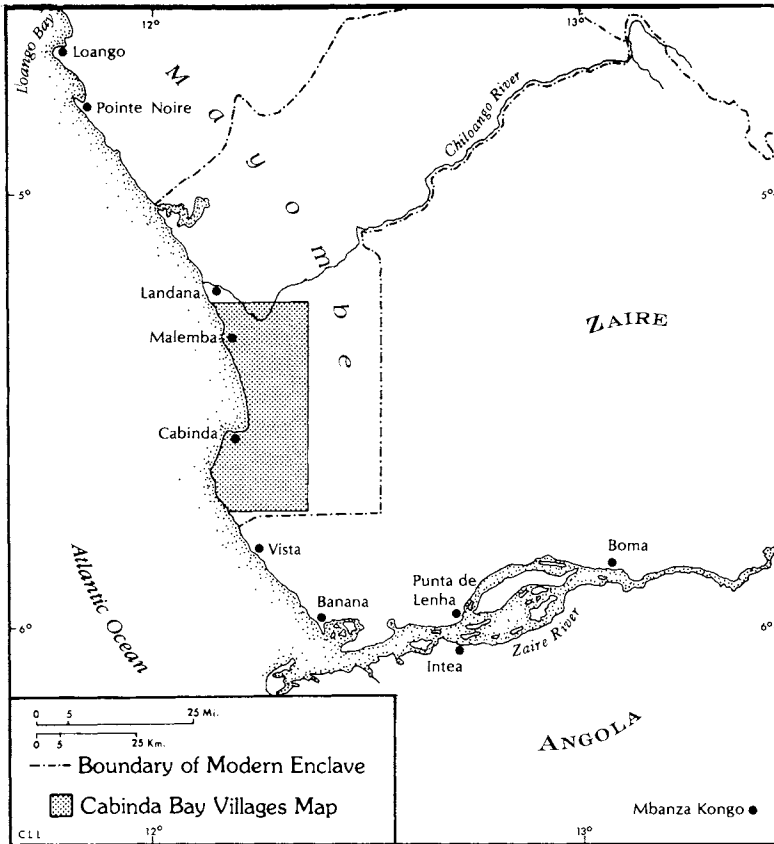 12°
13°
Loango Bay
Loango
Pointe Noire
Mayombe
Chiloango River
5°
5°
Landana
Malemba
ZAIRE
Cabinda
Vista
Boma
Punta de
Lenha
Banana
Atlantic Ocean
Zaire River
6°
6°
Intea
0 5 25 Mi.
0 5 25 Km.
ANGOLA
Boundary of Modern Enclave
Cabinda Bay Villages Map
Mbanza Kongo
CLL
12°
13°